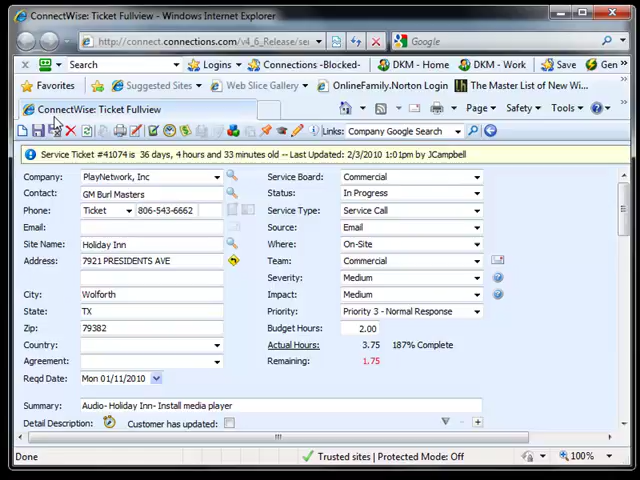 ConnectWise: Ticket Fullview - Windows Internet Explorer
http://connect.connections.com/v4_6_Release/se
Google
Search
Logins
Connections -Blocked-
DKM - Home
DKM - Work
Save
Gen
Favorites
Suggested Sites
Web Slice Gallery
OnlineFamily.Norton Login
The Master List of New Wi...
ConnectWise: Ticket Fullview
Page
Safety
Tools
Links:
Company Google Search
Service Ticket #41074 is 36 days, 4 hours and 33 minutes old -- Last Updated: 2/3/2010 1:01pm by JCampbell
Company: PlayNetwork, Inc
Service Board: Commercial
Contact: GM Burl Masters
Status: In Progress
Phone: Ticket 806-543-6662
Service Type: Service Call
Email:
Source: Email
Site Name: Holiday Inn
Where: On-Site
Address: 7921 PRESIDENTS AVE
Team: Commercial
Severity: Medium
City: Wolforth
Impact: Medium
State: TX
Priority: Priority 3 - Normal Response
Zip: 79382
Budget Hours: 2.00
Country:
Actual Hours: 3.75 187% Complete
Agreement:
Remaining: 1.75
Reqd Date: Mon 01/11/2010
Summary: Audio- Holiday Inn- Install media player
Detail Description:
Customer has updated:
Done
Trusted sites | Protected Mode: Off
100%